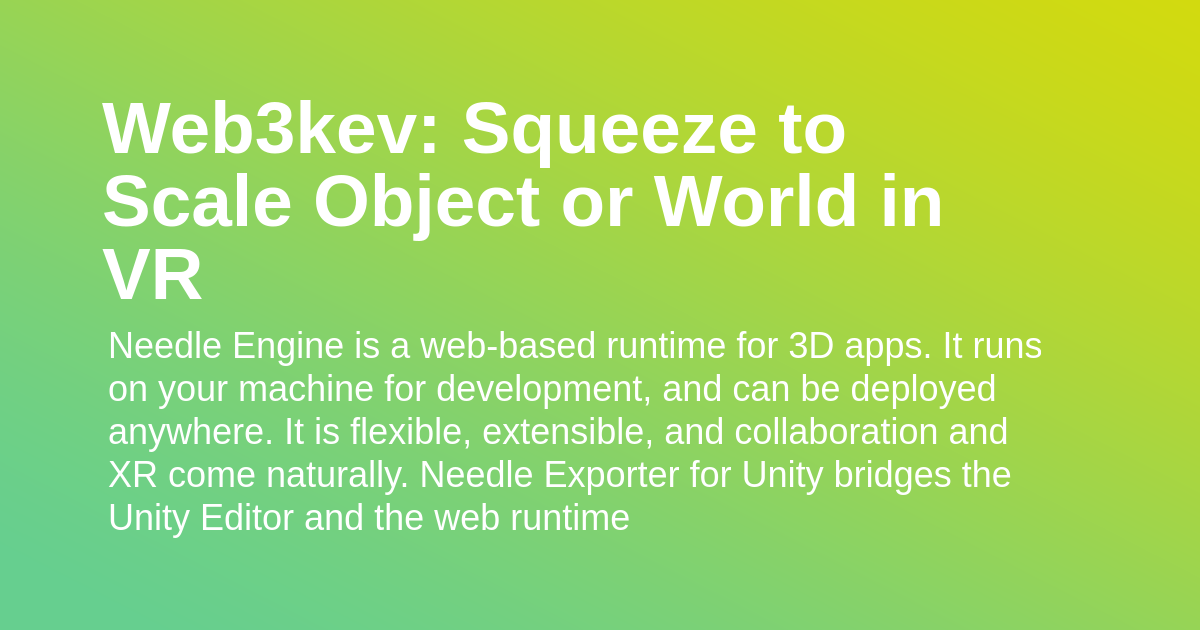 Web3kev: Squeeze to
Scale Object or World in
VR
Needle Engine is a web-based runtime for 3D apps. It runs
on your machine for development, and can be deployed
anywhere. It is flexible, extensible, and collaboration and
XR come naturally. Needle Exporter for Unity bridges the
Unity Editor and the web runtime